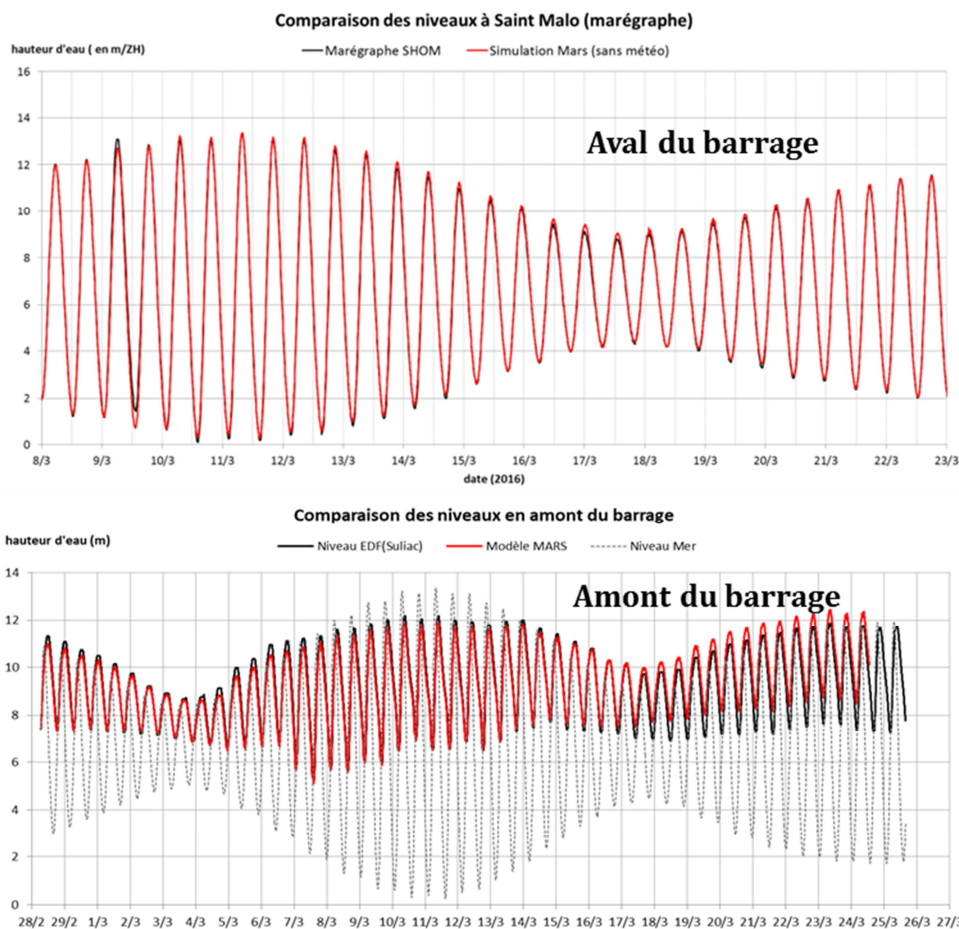 Comparaison des niveaux à Saint Malo (marégraphe)
hauteur d'eau ( en m/ZH)
Marégraphe SHOM Simulation Mars (sans météo)
16
14
Aval du barrage
12
10
8
6
4
2
0
8/3 9/3 10/3 11/3 12/3 13/3 14/3 15/3 16/3 17/3 18/3 19/3 20/3 21/3 22/3 23/3
date (2016)
Comparaison des niveaux en amont du barrage
hauteur d'eau (m)
Niveau EDF(Suliac) Modèle MARS Niveau Mer
14
Amont du barrage
12
10
8
6
4
2
0
28/2 29/2 1/3 2/3 3/3 4/3 5/3 6/3 7/3 8/3 9/3 10/3 11/3 12/3 13/3 14/3 15/3 16/3 17/3 18/3 19/3 20/3 21/3 22/3 23/3 24/3 25/3 26/3 27/3